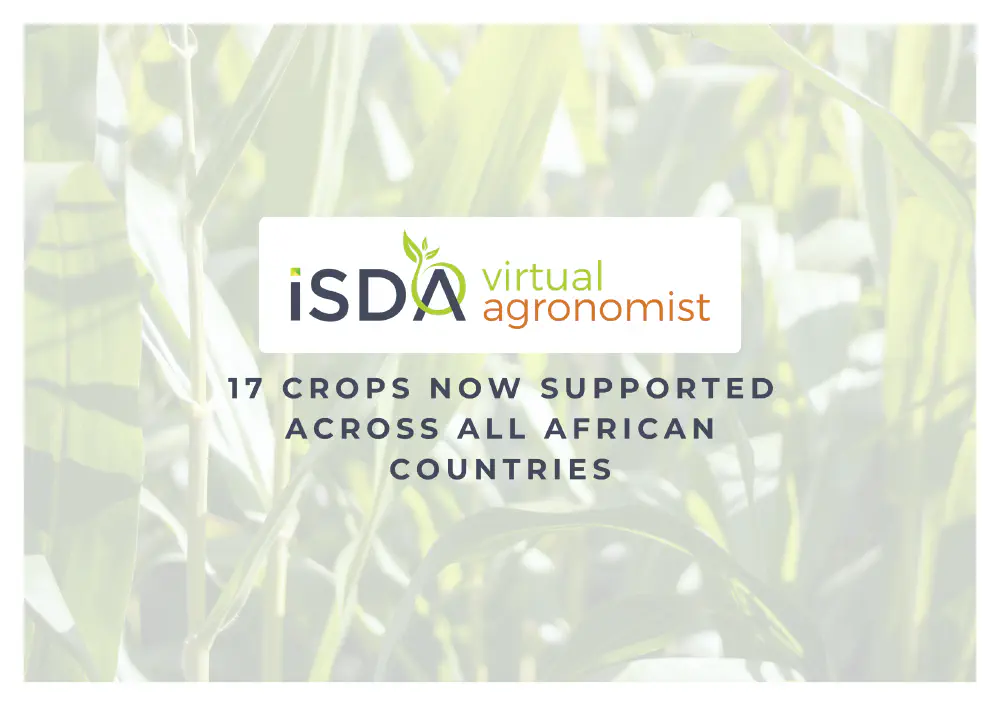 iSDA
virtual
agronomist
17 CROPS NOW SUPPORTED
ACROSS ALL AFRICAN
COUNTRIES